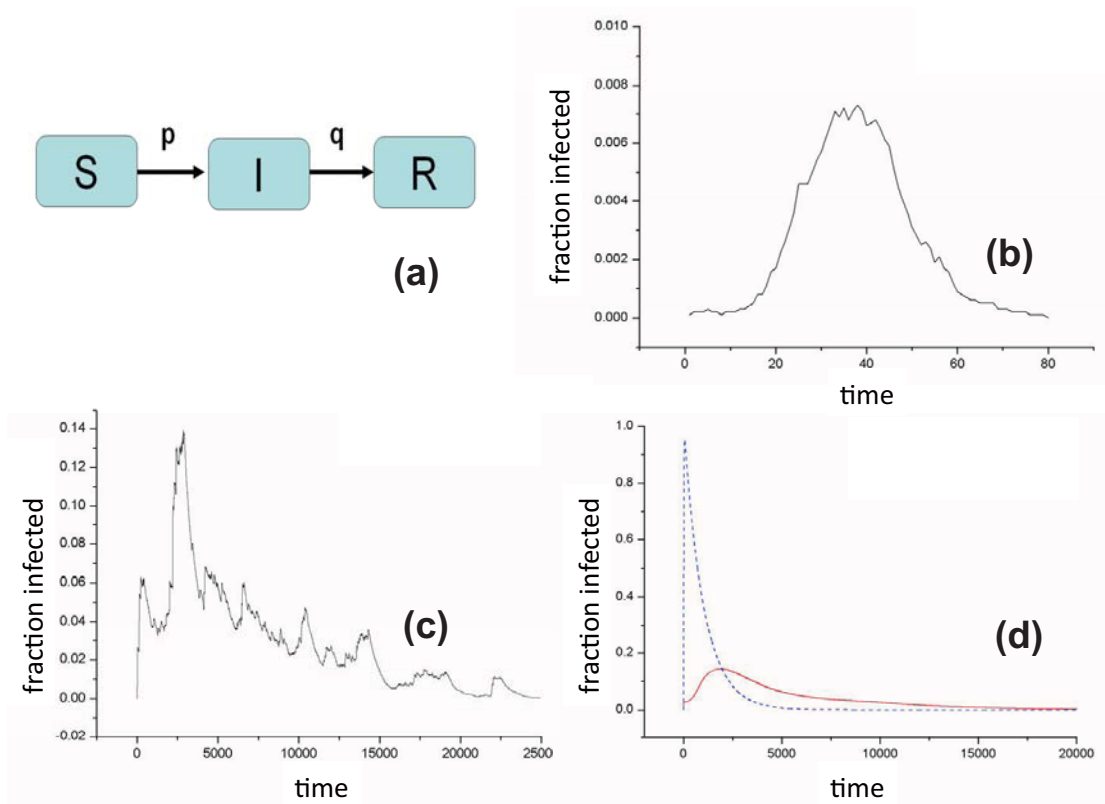 p
q
S
I
R
(a)
0.010
0.008
0.006
0.004
0.002
0.000
fraction infected
(b)
0
20
40
60
80
time
0.14
0.12
0.10
0.08
0.06
0.04
0.02
0.00
-0.02
fraction infected
(c)
0
5000
10000
15000
20000
2500
time
1.0
0.8
0.6
0.4
0.2
0.0
fraction infected
(d)
0
5000
10000
15000
20000
time